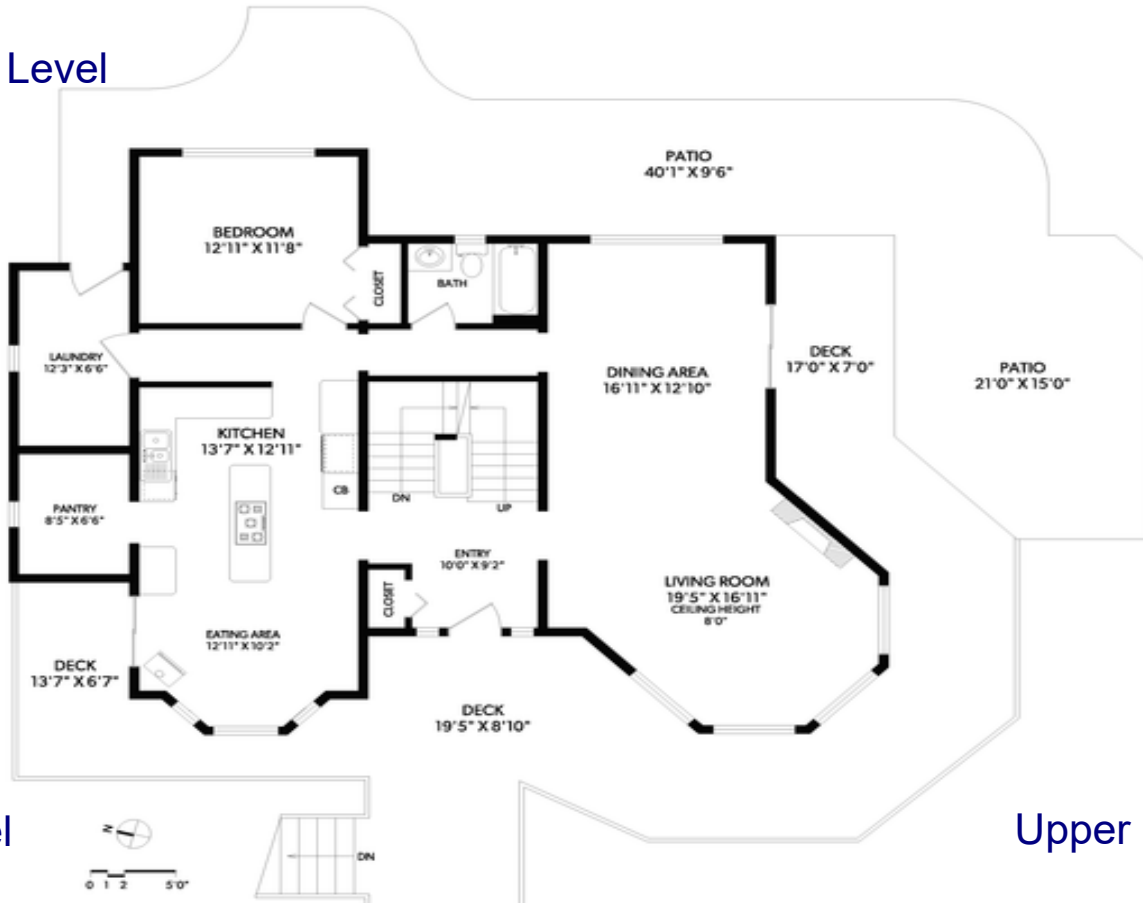 Level
PATIO
40'1" X 9'6"
BEDROOM
12'11" X 11'8"
CLOSET
BATH
LAUNDRY
12'3" X 6'6"
DINING AREA
16'11" X 12'10"
DECK
17'0" X 7'0"
PATIO
21'0" X 15'0"
KITCHEN
13'7" X 12'11"
CB
DN
UP
PANTRY
8'5" X 6'6"
ENTRY
10'0" X 9'2"
CLOSET
LIVING ROOM
19'5" X 16'11"
CEILING HEIGHT
8'0"
EATING AREA
12'11" X 10'2"
DECK
13'7" X 6'7"
DECK
19'5" X 8'10"
el
Upper
N
DN
0 1 2 5'0"